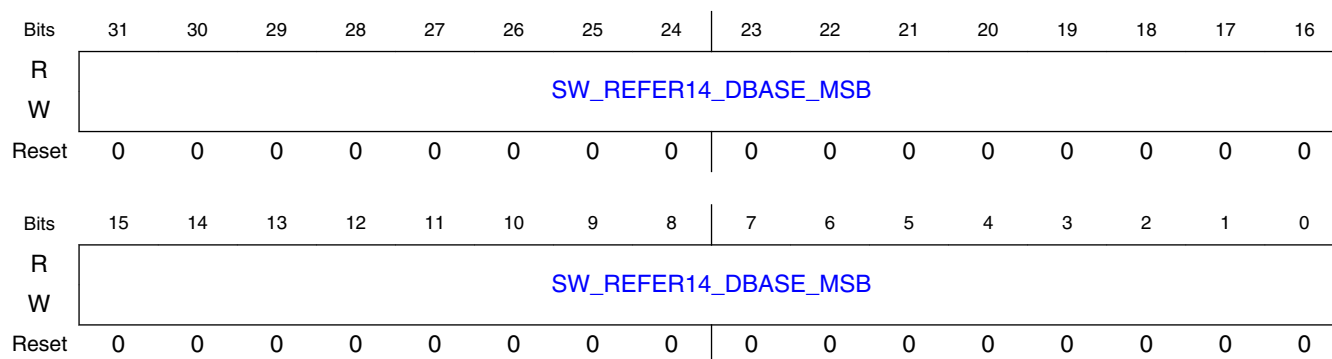 Bits 31 30 29 28 27 26 25 24 23 22 21 20 19 18 17 16
R
SW_REFER14_DBASE_MSB
W
Reset 0 0 0 0 0 0 0 0 0 0 0 0 0 0 0 0
Bits 15 14 13 12 11 10 9 8 7 6 5 4 3 2 1 0
R
SW_REFER14_DBASE_MSB
W
Reset 0 0 0 0 0 0 0 0 0 0 0 0 0 0 0 0